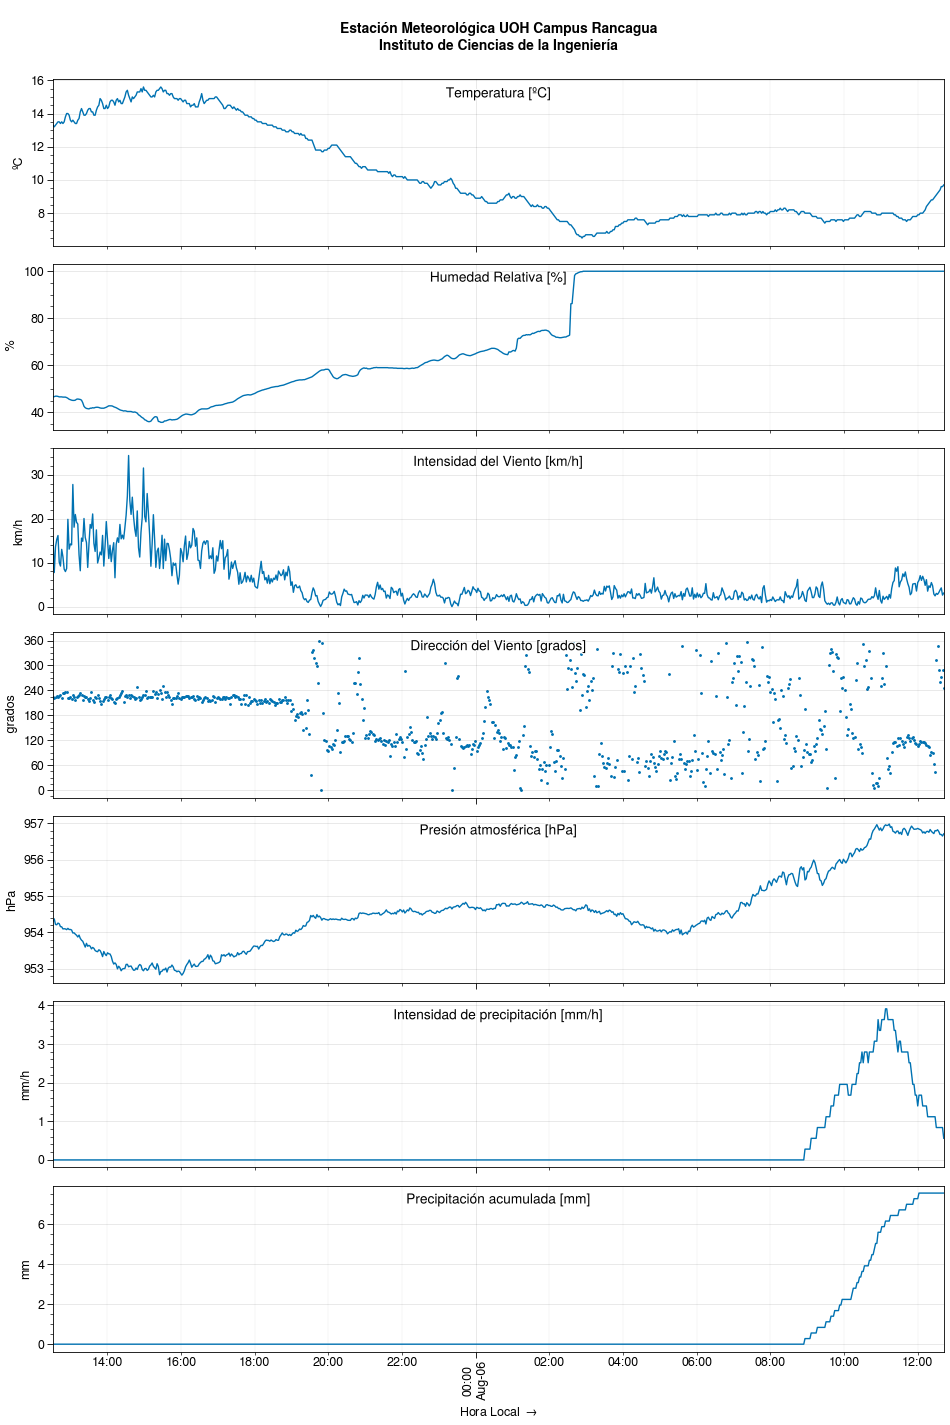 Estación Meteorológica UOH Campus Rancagua
Instituto de Ciencias de la Ingeniería
Temperatura [ºC]
ºC
16
14
12
10
8
Humedad Relativa [%]
%
100
80
60
40
Intensidad del Viento [km/h]
km/h
30
20
10
0
Dirección del Viento [grados]
grados
360
300
240
180
120
60
0
Presión atmosférica [hPa]
hPa
957
956
955
954
953
Intensidad de precipitación [mm/h]
mm/h
4
3
2
1
0
Precipitación acumulada [mm]
mm
6
4
2
0
14:00 16:00 18:00 20:00 22:00 00:00 02:00 04:00 06:00 08:00 10:00 12:00
Aug-06
Hora Local →